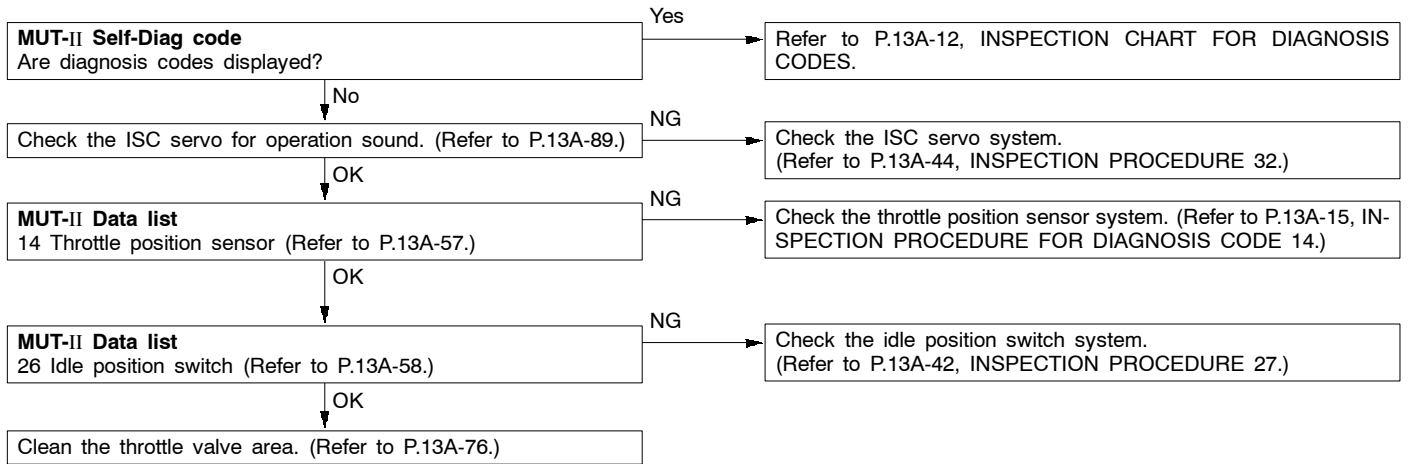 MUT-II Self-Diag code
Are diagnosis codes displayed?
Yes
Refer to P.13A-12, INSPECTION CHART FOR DIAGNOSIS
CODES.
No
Check the ISC servo for operation sound. (Refer to P.13A-89.)
NG
Check the ISC servo system.
(Refer to P.13A-44, INSPECTION PROCEDURE 32.)
OK
MUT-II Data list
14 Throttle position sensor (Refer to P.13A-57.)
NG
Check the throttle position sensor system. (Refer to P.13A-15, IN-
SPECTION PROCEDURE FOR DIAGNOSIS CODE 14.)
OK
MUT-II Data list
26 Idle position switch (Refer to P.13A-58.)
NG
Check the idle position switch system.
(Refer to P.13A-42, INSPECTION PROCEDURE 27.)
OK
Clean the throttle valve area. (Refer to P.13A-76.)